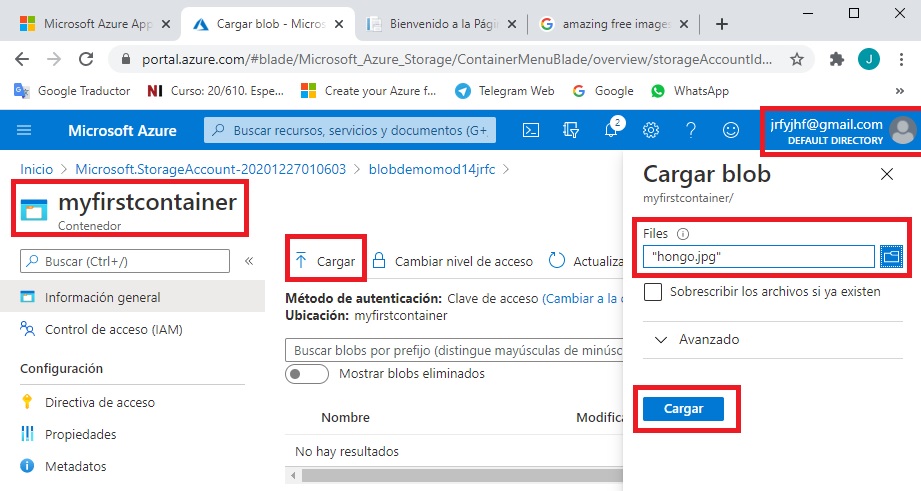 Microsoft Azure App
Cargar blob - Micros
Bienvenido a la Pági
amazing free images
portal.azure.com/#blade/Microsoft_Azure_Storage/ContainerMenuBlade/overview/storageAccountId...
J
Google Traductor
NI Curso: 20/610. Espe...
Create your Azure f...
Telegram Web
Google
WhatsApp
Microsoft Azure
Buscar recursos, servicios y documentos (G+
2
jrfyjhf@gmail.com
DEFAULT DIRECTORY
Inicio > Microsoft.StorageAccount-20201227010603 > blobdemomod14jrfc >
myfirstcontainer
Contenedor
Buscar (Ctrl+/)
«
Información general
Control de acceso (IAM)
Configuración
Directiva de acceso
Propiedades
Metadatos
Cargar
Cambiar nivel de acceso
Actualiza
Método de autenticación: Clave de acceso (Cambiar a la c
Ubicación: myfirstcontainer
Buscar blobs por prefijo (distingue mayúsculas de minúsc
Mostrar blobs eliminados
Nombre
Modifica
No hay resultados
Cargar blob
myfirstcontainer/
Files
"hongo.jpg"
Sobrescribir los archivos si ya existen
Avanzado
Cargar